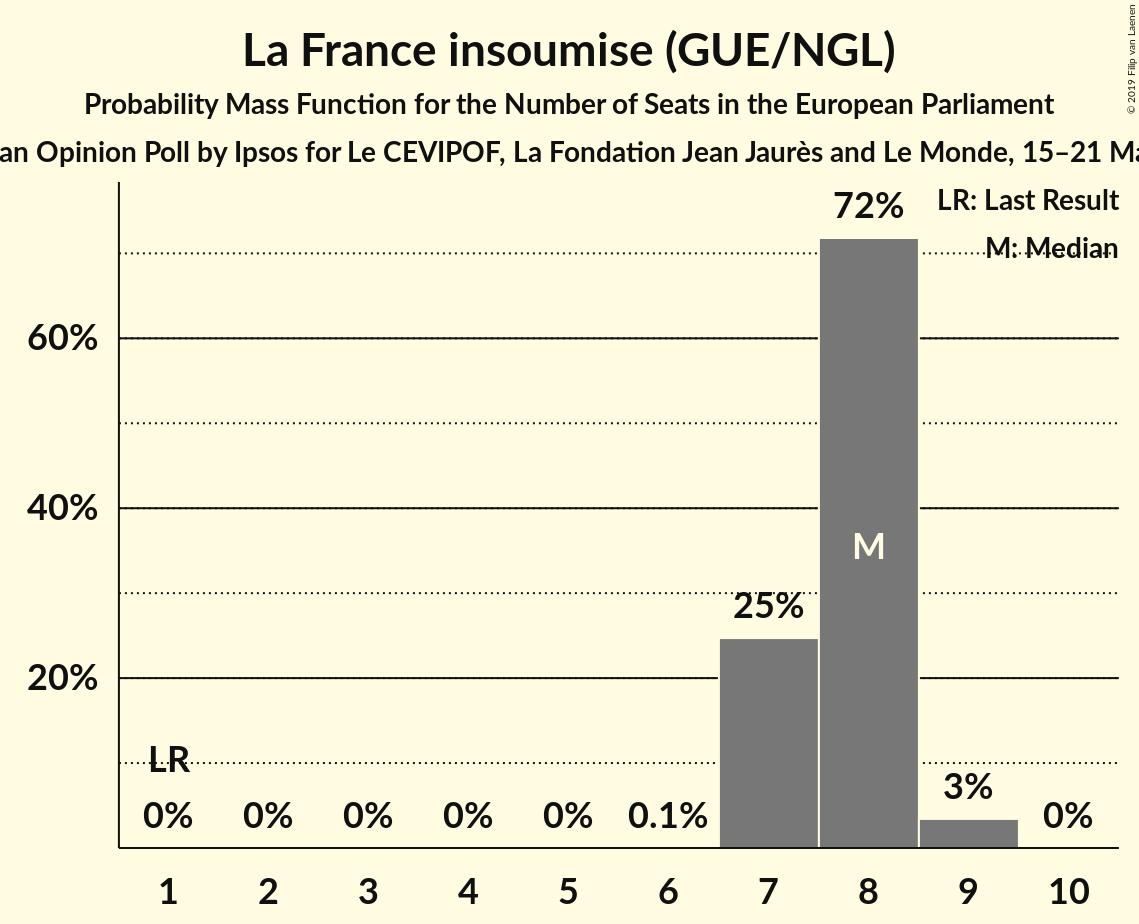 La France insoumise (GUE/NGL)
Probability Mass Function for the Number of Seats in the European Parliament
an Opinion Poll by Ipsos for Le CEVIPOF, La Fondation Jean Jaurès and Le Monde, 15–21
© 2019 Filip van Laenen
LR: Last Result
M: Median
72%
60%
40%
M
25%
20%
LR
0% 0% 0% 0% 0% 0.1% 3% 0%
1 2 3 4 5 6 7 8 9 10